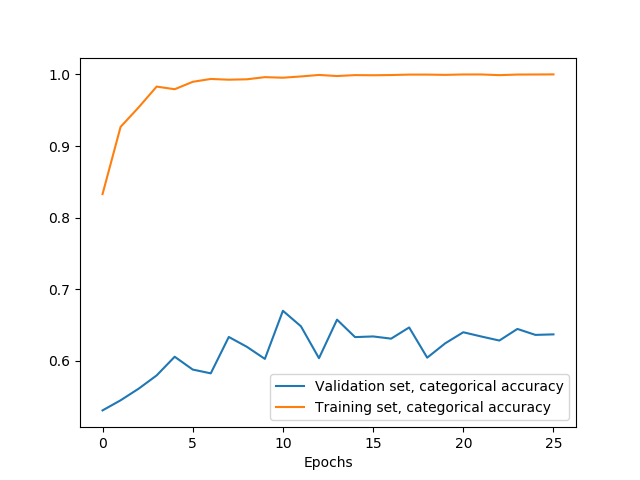 1.0
0.9
0.8
0.7
0.6
Validation set, categorical accuracy
Training set, categorical accuracy
0 5 10 15 20 25
Epochs